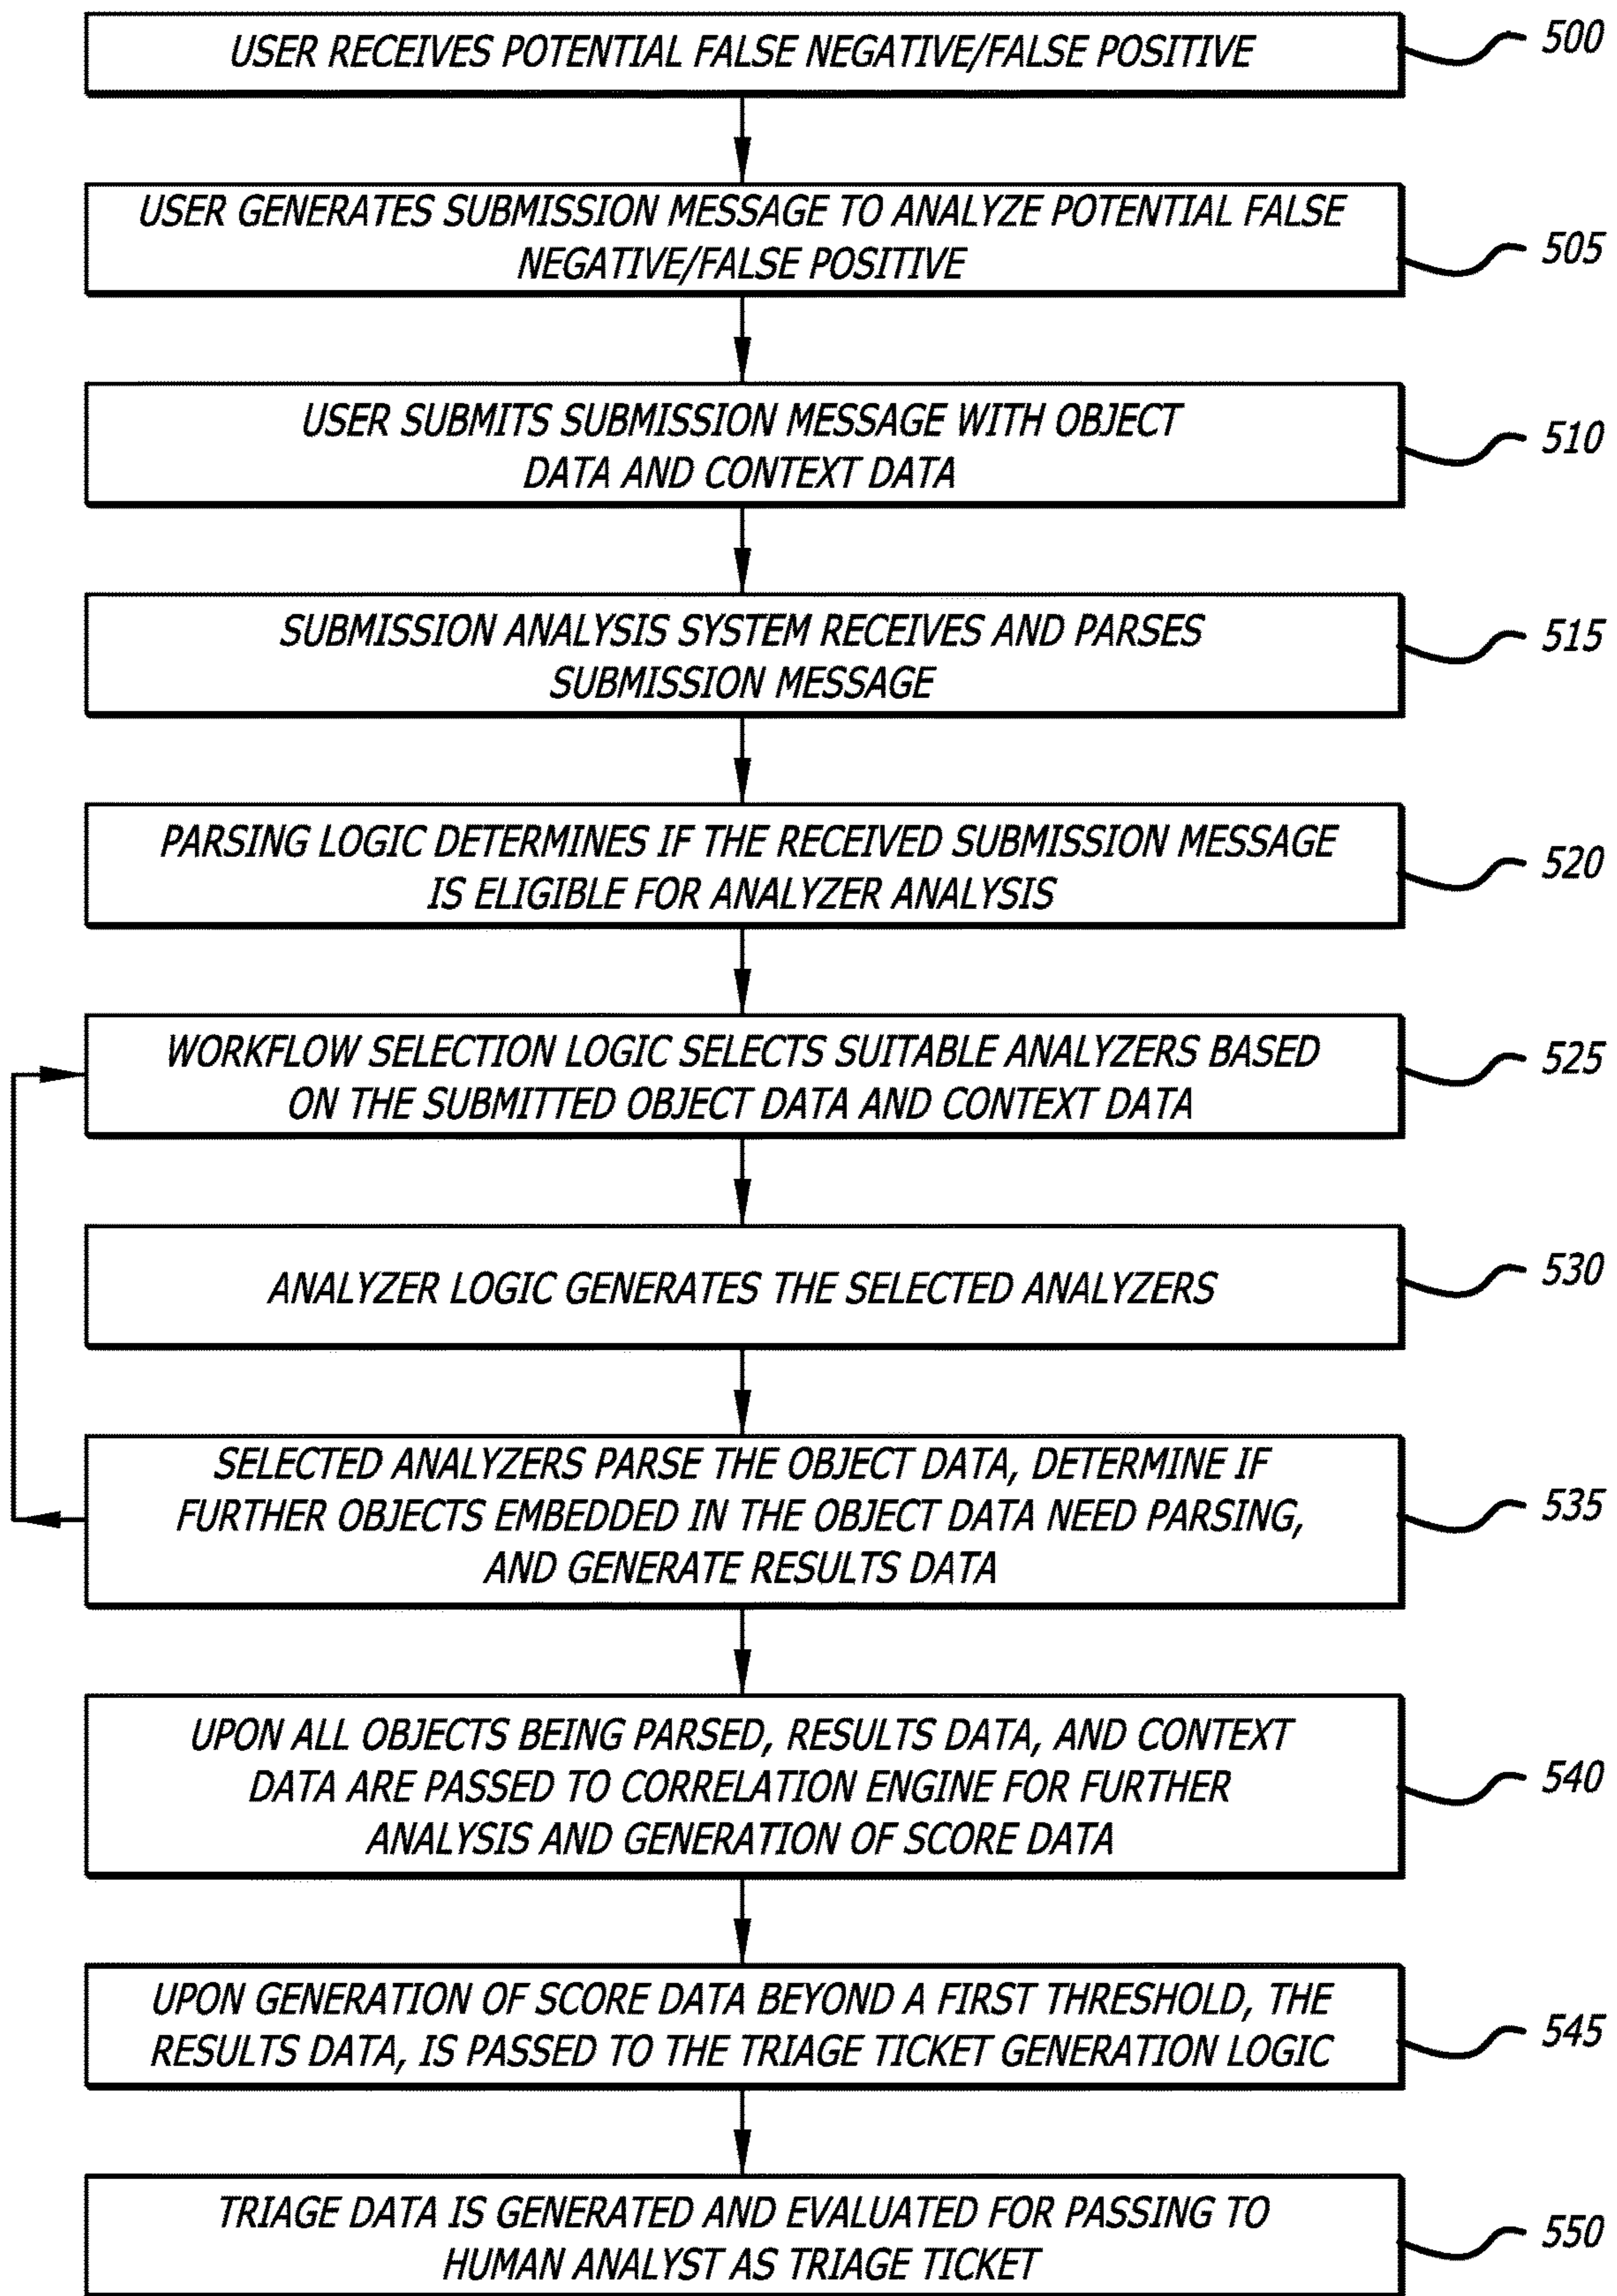 USER RECEIVES POTENTIAL FALSE NEGATIVE/FALSE POSITIVE
500
USER GENERATES SUBMISSION MESSAGE TO ANALYZE POTENTIAL FALSE
NEGATIVE/FALSE POSITIVE
505
USER SUBMITS SUBMISSION MESSAGE WITH OBJECT
DATA AND CONTEXT DATA
510
SUBMISSION ANALYSIS SYSTEM RECEIVES AND PARSES
SUBMISSION MESSAGE
515
PARSING LOGIC DETERMINES IF THE RECEIVED SUBMISSION MESSAGE
IS ELIGIBLE FOR ANALYZER ANALYSIS
520
WORKFLOW SELECTION LOGIC SELECTS SUITABLE ANALYZERS BASED
ON THE SUBMITTED OBJECT DATA AND CONTEXT DATA
525
ANALYZER LOGIC GENERATES THE SELECTED ANALYZERS
530
SELECTED ANALYZERS PARSE THE OBJECT DATA, DETERMINE IF
FURTHER OBJECTS EMBEDDED IN THE OBJECT DATA NEED PARSING,
AND GENERATE RESULTS DATA
535
UPON ALL OBJECTS BEING PARSED, RESULTS DATA, AND CONTEXT
DATA ARE PASSED TO CORRELATION ENGINE FOR FURTHER
ANALYSIS AND GENERATION OF SCORE DATA
540
UPON GENERATION OF SCORE DATA BEYOND A FIRST THRESHOLD, THE
RESULTS DATA, IS PASSED TO THE TRIAGE TICKET GENERATION LOGIC
545
TRIAGE DATA IS GENERATED AND EVALUATED FOR PASSING TO
HUMAN ANALYST AS TRIAGE TICKET
550